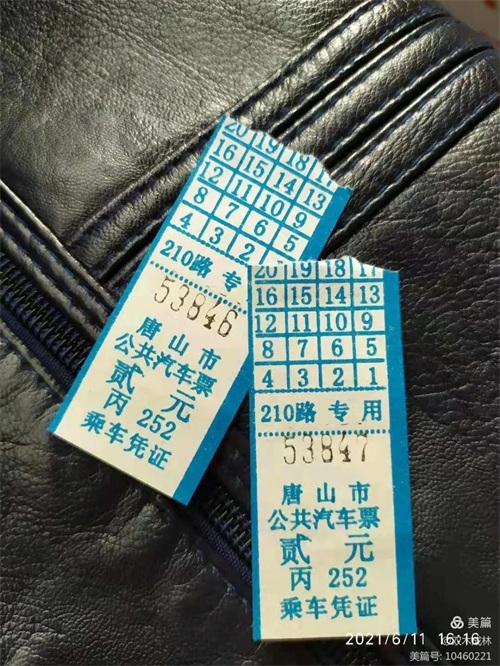 20 19 18 17
16 15 14 13
12 11 10 9
8 7 6 5
4 3 2
210路 专
53846
唐山市
公共汽车票
贰元
丙 252
乘车凭证
20 19 18 17
16 15 14 13
12 11 10 9
8 7 6 5
4 3 2 1
210路 专用
53847
唐山市
公共汽车票
贰 元
丙 252
乘车凭证
美篇
2021/6/11 16:16
美篇号: 10460221